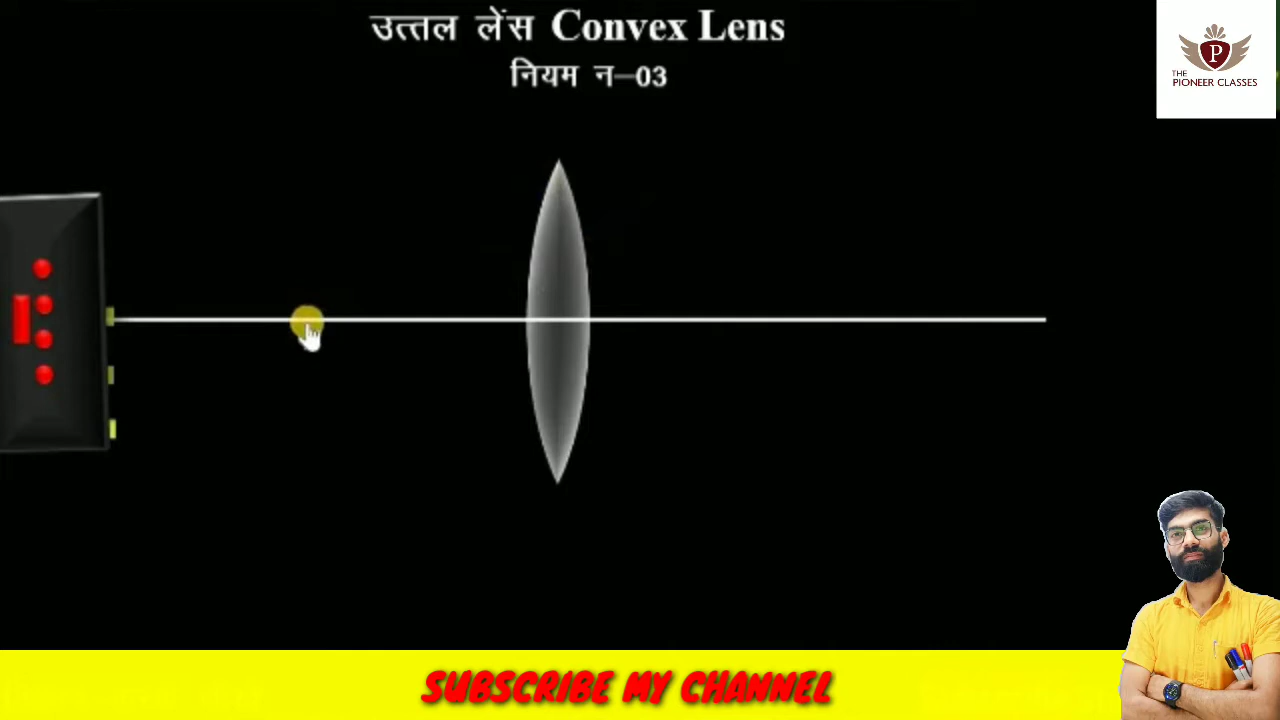 उत्तल लेंस Convex Lens
नियम न–03
P
THE
PIONEER CLASSES
SUBSCRIBE MY CHANNEL